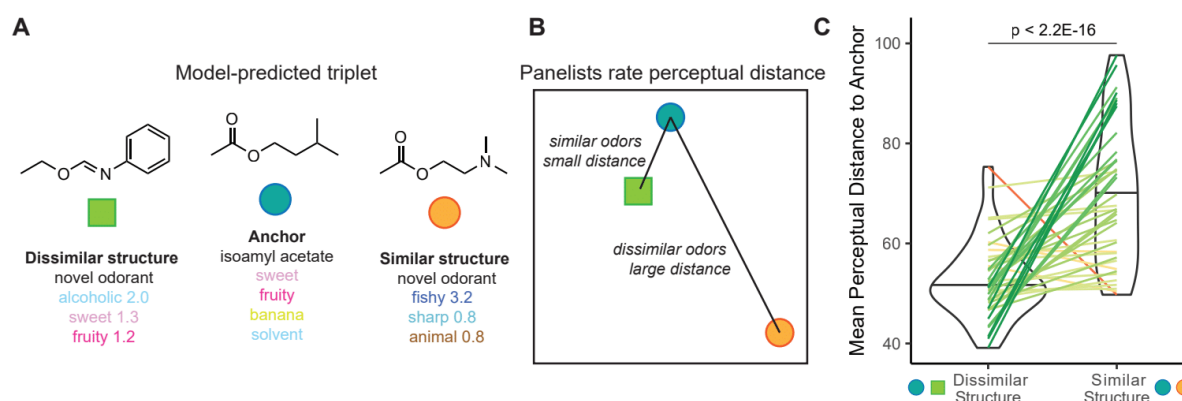 A
Model-predicted triplet
O
O
O
N
O
O
O
N
Dissimilar structure
novel odorant
alcoholic 2.0
sweet 1.3
fruity 1.2
Anchor
isoamyl acetate
sweet
fruity
banana
solvent
Similar structure
novel odorant
fishy 3.2
sharp 0.8
animal 0.8
B
Panelists rate perceptual distance
similar odors
small distance
dissimilar odors
large distance
C
p < 2.2E-16
Mean Perceptual Distance to Anchor
100
80
60
40
Dissimilar
Structure
Similar
Structure